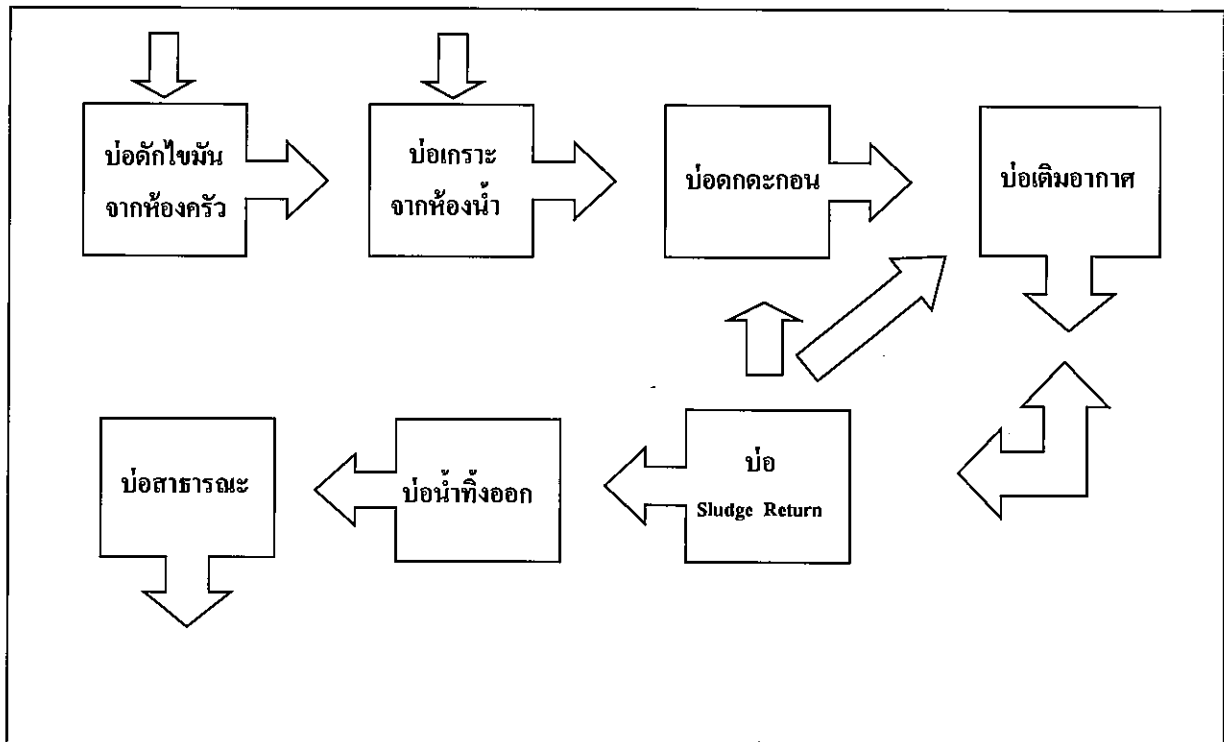 บ่อดักไขมัน
จากห้องครัว
บ่อเกราะ
จากห้องน้ำ
บ่อตกตะกอน
บ่อเติมอากาศ
บ่อสาธารณะ
บ่อน้ำทิ้งออก
บ่อ
Sludge Return